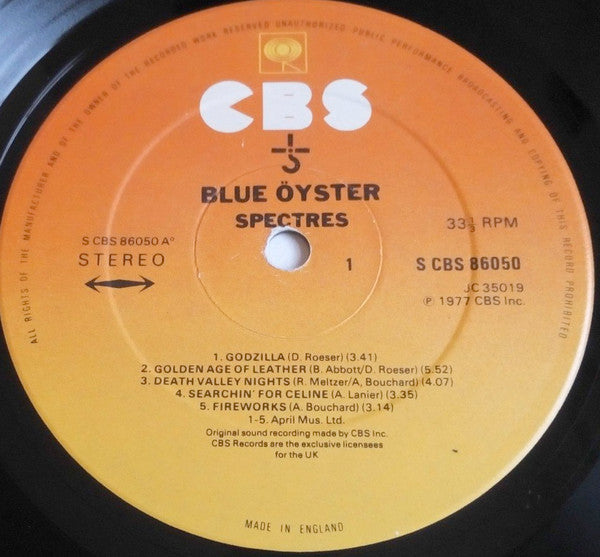 ALL RIGHTS OF THE MANUFACTURER AND OF THE OWNER OF THE RECORDED WORK RESERVED UNAUTHORIZED PUBLIC PERFORMANCE BROADCASTING AND COPYING OF THIS RECORD PROHIBITED
CBS
BLUE ÖYSTER
SPECTRES
33⅓ RPM
S CBS 86050 A°
STEREO
1
S CBS 86050
JC 35019
℗ 1977 CBS Inc.
1. GODZILLA (D. Roeser) (3.41)
2. GOLDEN AGE OF LEATHER (B. Abbott/D. Roeser) (5.52)
3. DEATH VALLEY NIGHTS (R. Meltzer/A, Bouchard) (4.07)
4. SEARCHIN' FOR CELINE (A. Lanier) (3.35)
5. FIREWORKS (A. Bouchard) (3.14)
1-5. April Mus. Ltd.
Original sound recording made by CBS Inc.
CBS Records are the exclusive licensees
for the UK
MADE IN ENGLAND